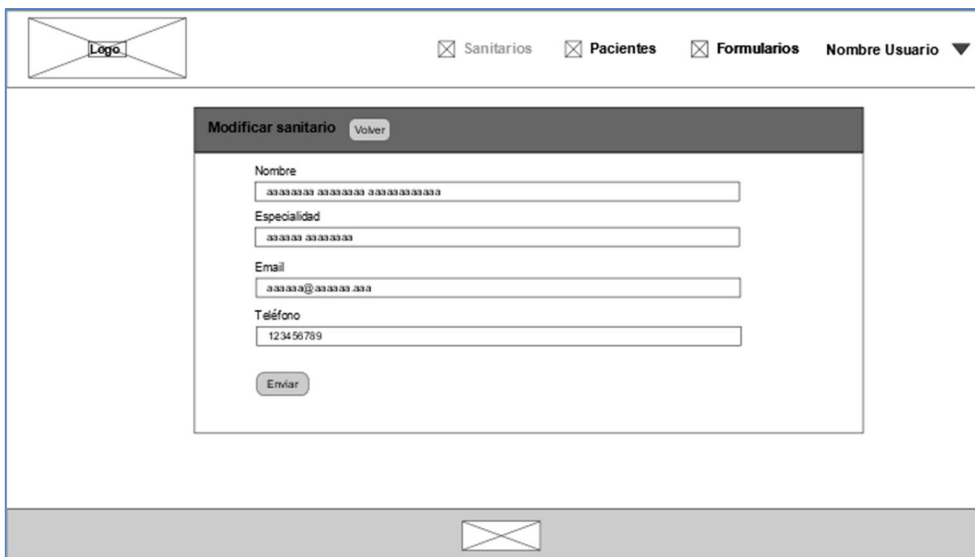 Logo
Sanitarios Pacientes Formularios Nombre Usuario
Modificar sanitario Volver
Nombre
aaaaaaaa aaaaaaaa aaaaaaaaaaaa
Especialidad
aaaaaa aaaaaaaa
Email
aaaaaa@aaaaaa.aaa
Teléfono
123456789
Enviar